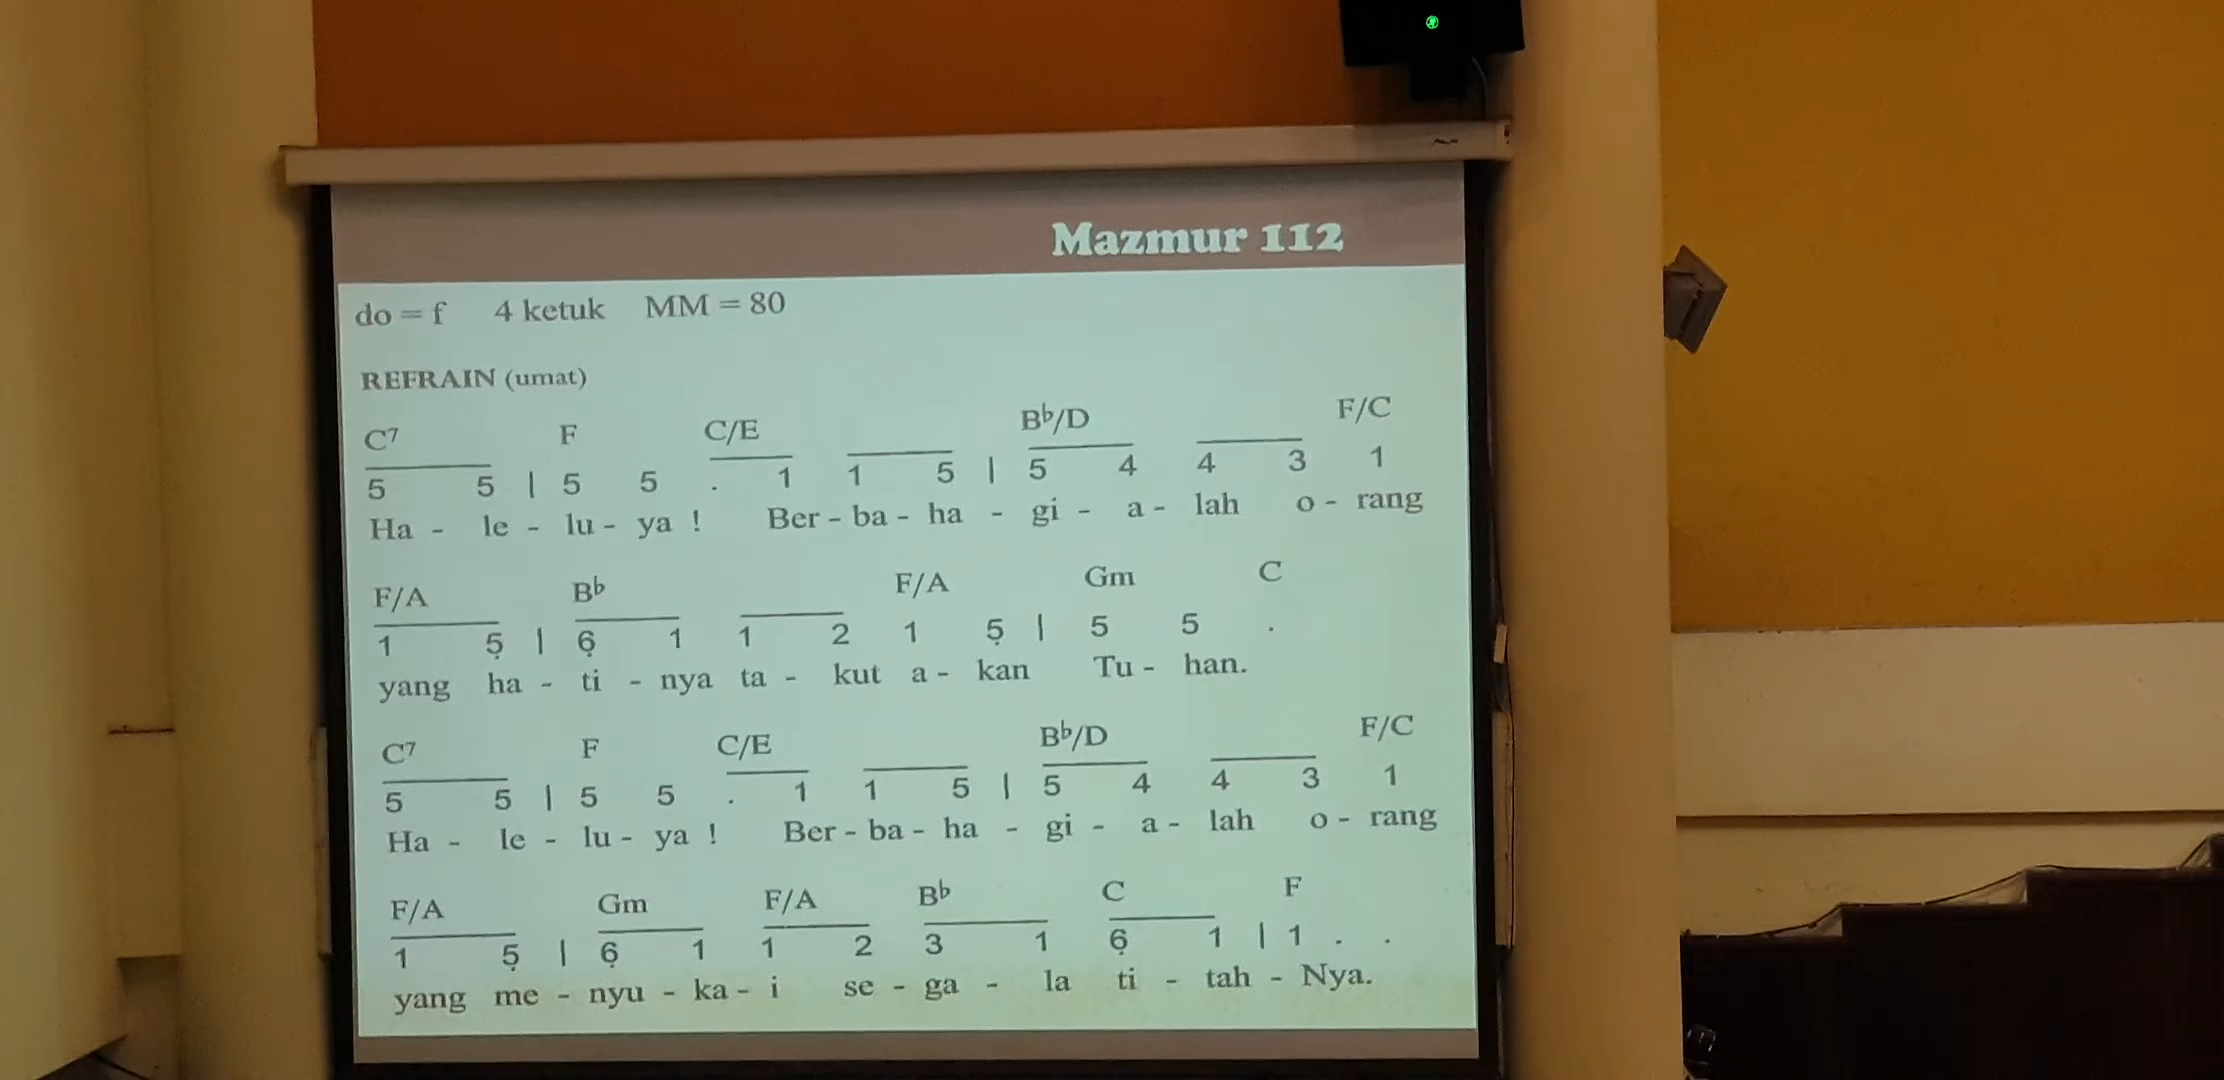 Mazmur 112
do = f 4 ketuk MM = 80
REFRAIN (umat)
C7 F C/E B♭/D F/C
5 5 | 5 5 . 1 1 5 | 5 4 4 3 1
Ha - le - lu - ya ! Ber - ba - ha - gi - a - lah o - rang
F/A B♭ F/A Gm C
1 5̣ | 6̣ 1 1 2 1 5̣ | 5 5 .
yang ha - ti - nya ta - kut a - kan Tu - han.
C7 F C/E B♭/D F/C
5 5 | 5 5 . 1 1 5 | 5 4 4 3 1
Ha - le - lu - ya ! Ber - ba - ha - gi - a - lah o - rang
F/A Gm F/A B♭ C F
1 5̣ | 6̣ 1 1 2 3 1 6̣ 1 | 1 . .
yang me - nyu - ka - i se - ga - la ti - tah - Nya.